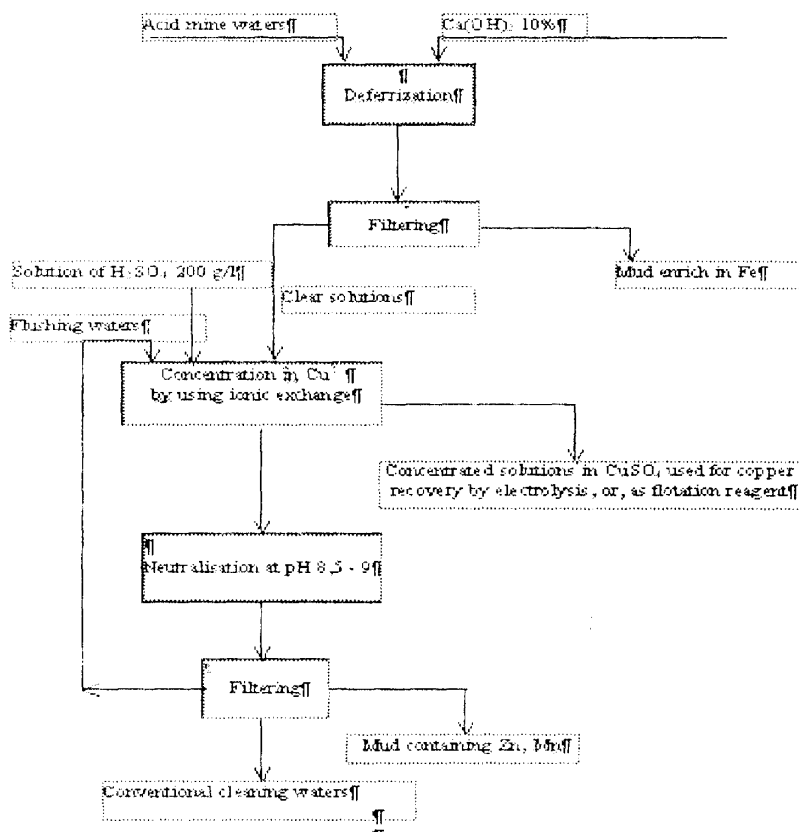 Acid mine waters¶
Ca(OH)₂ 10%¶
¶
Deferrization¶
Filtering¶
Solution of H₂SO₄ 200 g/l¶
Mud enrich in Fe¶
Clear solutions¶
Flushing waters¶
Concentration in Cu²⁺ ¶
by using ionic exchange¶
Concentrated solutions in CuSO₄ used for copper
recovery by electrolysis, or, as flotation reagent¶
¶
Neutralisation at pH 8,5 - 9¶
¶
Filtering¶
Mud containing Zn, Mn¶
Conventional cleaning waters¶
¶
¶